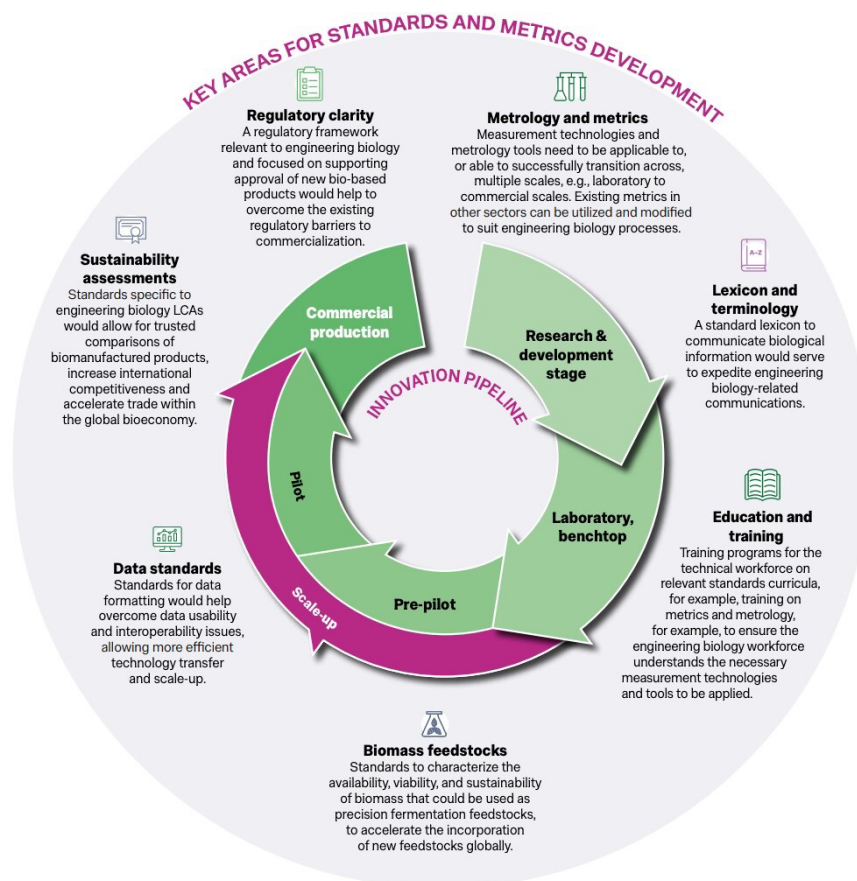 KEY AREAS FOR STANDARDS AND METRICS DEVELOPMENT
Regulatory clarity
A regulatory framework
relevant to engineering biology
and focused on supporting
approval of new bio-based
products would help to
overcome the existing
regulatory barriers to
commercialization.
Metrology and metrics
Measurement technologies and
metrology tools need to be applicable to,
or able to successfully transition across,
multiple scales, e.g., laboratory to
commercial scales. Existing metrics in
other sectors can be utilized and modified
to suit engineering biology processes.
A–Z
Lexicon and
terminology
A standard lexicon to
communicate biological
information would serve
to expedite engineering
biology-related
communications.
Education and
training
Training programs for the
technical workforce on
relevant standards curricula,
for example, training on
metrics and metrology,
for example, to ensure the
engineering biology workforce
understands the necessary
measurement technologies
and tools to be applied.
Biomass feedstocks
Standards to characterize the
availability, viability, and sustainability
of biomass that could be used as
precision fermentation feedstocks,
to accelerate the incorporation
of new feedstocks globally.
Data standards
Standards for data
formatting would help
overcome data usability
and interoperability issues,
allowing more efficient
technology transfer
and scale-up.
Sustainability
assessments
Standards specific to
engineering biology LCAs
would allow for trusted
comparisons of
biomanufactured products,
increase international
competitiveness and
accelerate trade within
the global bioeconomy.
INNOVATION PIPELINE
Research &
development
stage
Laboratory,
benchtop
Pre-pilot
Pilot
Scale-up
Commercial
production